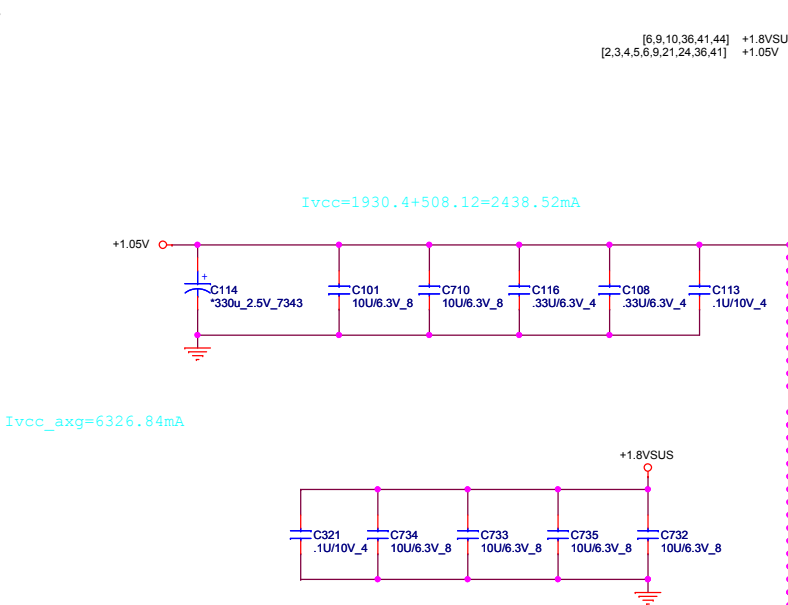 [6,9,10,36,41,44] +1.8VSU
[2,3,4,5,6,9,21,24,36,41] +1.05V
Ivcc=1930.4+508.12=2438.52mA
+1.05V
+
C114
*330u_2.5V_7343
C101
10U/6.3V_8
C710
10U/6.3V_8
C116
.33U/6.3V_4
C108
.33U/6.3V_4
C113
.1U/10V_4
Ivcc_axg=6326.84mA
+1.8VSUS
C321
.1U/10V_4
C734
10U/6.3V_8
C733
10U/6.3V_8
C735
10U/6.3V_8
C732
10U/6.3V_8